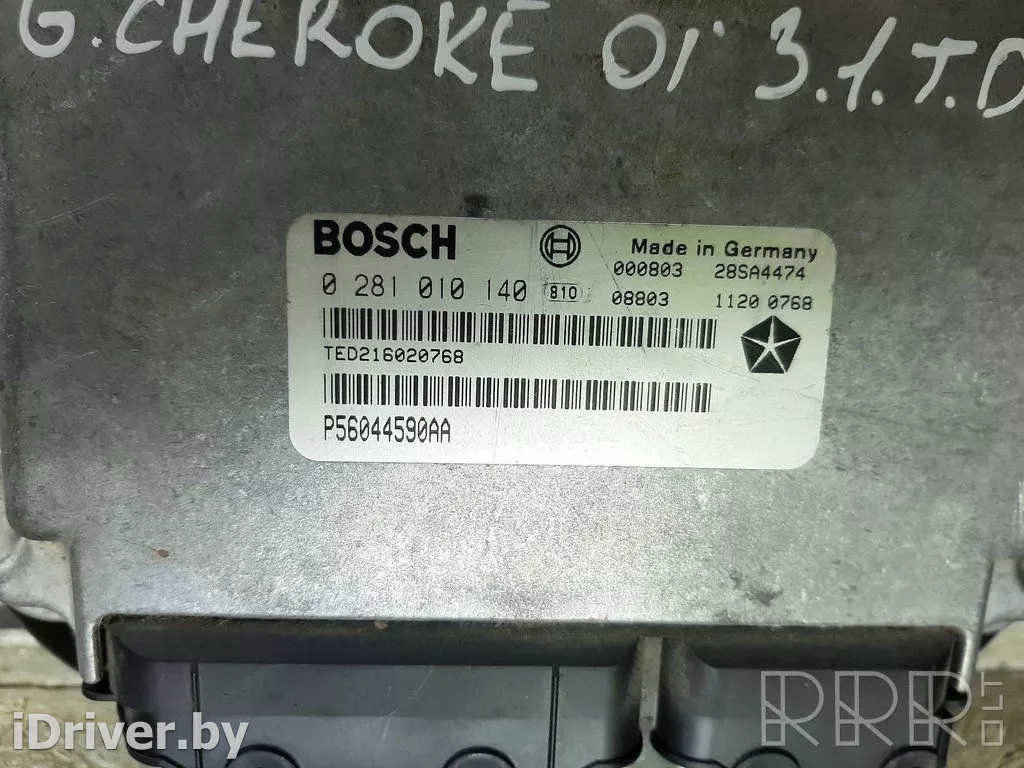 G.CHEROKE 01' 3.1.T.D
BOSCH Made in Germany
000803 28SA4474
0 281 010 140 810 08803 1120 0768
TED216020768
P56044590AA
iDriver.by
RRR.LT